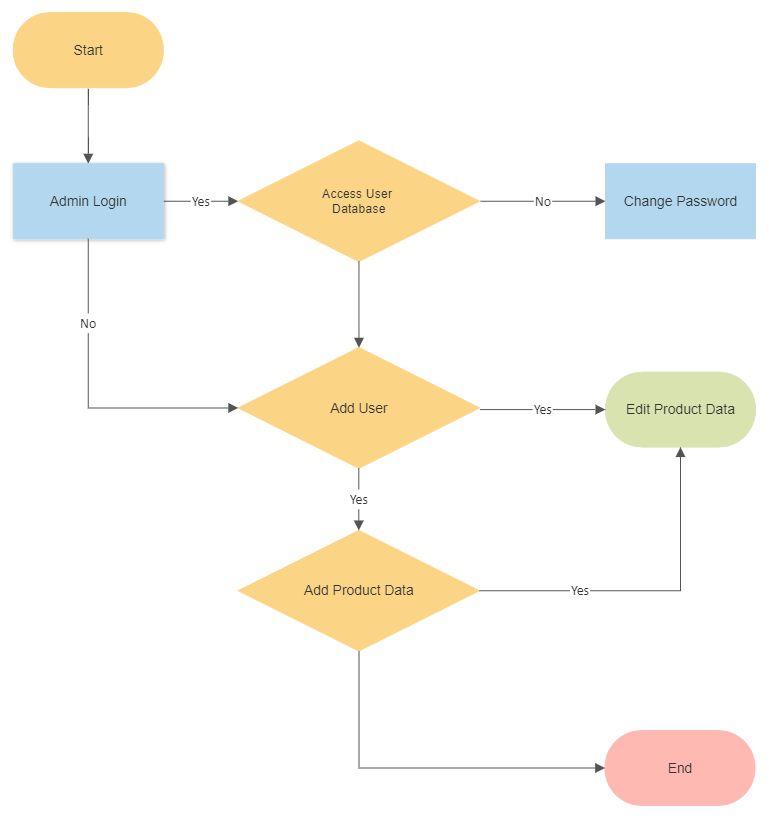 Start
Admin Login
Yes
Access User
Database
No
Change Password
No
Add User
Yes
Edit Product Data
Yes
Add Product Data
Yes
End